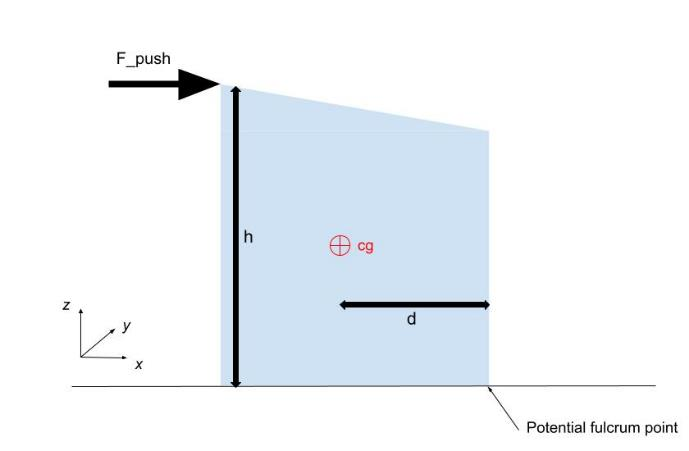 F_push
h
cg
d
z
y
x
Potential fulcrum point